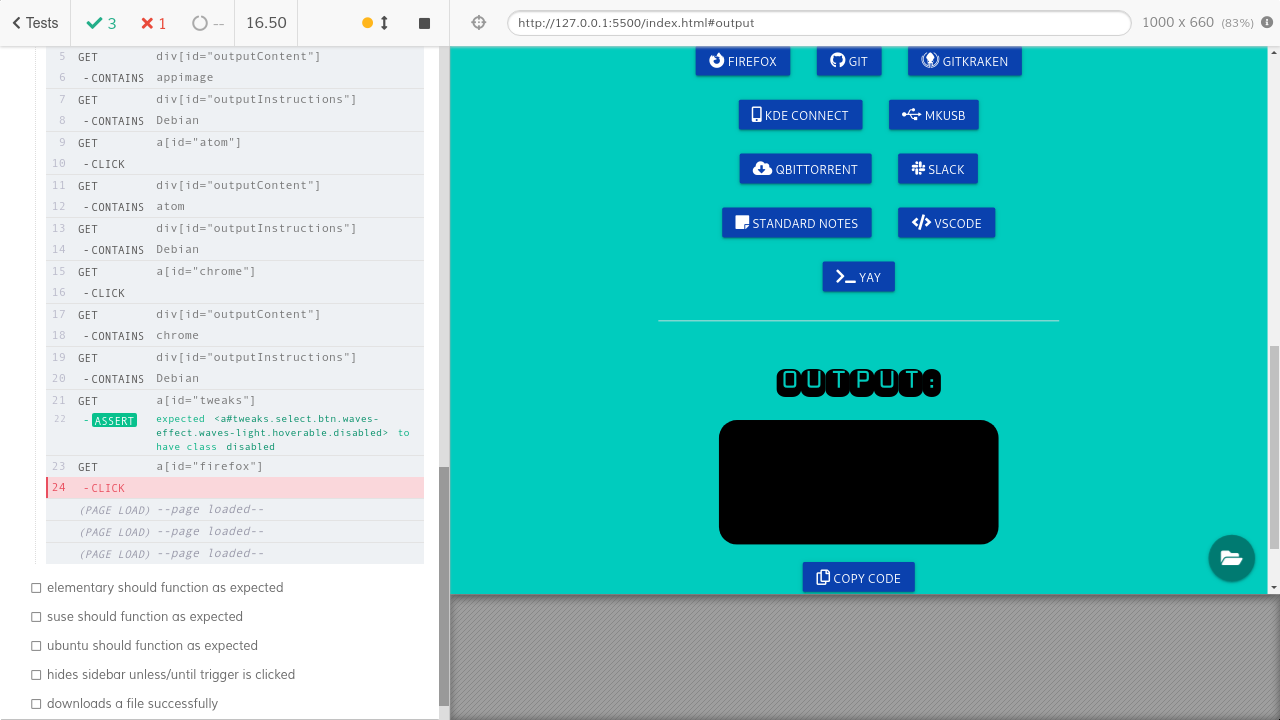 Tests 3 1 -- 16.50 http://127.0.0.1:5500/index.html#output 1000 x 660 (83%)
5 GET div[id="outputContent"]
6 -CONTAINS appimage
7 GET div[id="outputInstructions"]
8 -CONTAINS Debian
9 GET a[id="atom"]
10 -CLICK
11 GET div[id="outputContent"]
12 -CONTAINS atom
13 GET div[id="outputInstructions"]
14 -CONTAINS Debian
15 GET a[id="chrome"]
16 -CLICK
17 GET div[id="outputContent"]
18 -CONTAINS chrome
19 GET div[id="outputInstructions"]
20 -CONTAINS Debian
21 GET a[id="tweaks"]
22 -ASSERT expected <a#tweaks.select.btn.waves-
effect.waves-light.hoverable.disabled> to
have class disabled
23 GET a[id="firefox"]
24 -CLICK
(PAGE LOAD) --page loaded--
(PAGE LOAD) --page loaded--
(PAGE LOAD) --page loaded--
elementary should function as expected
suse should function as expected
ubuntu should function as expected
hides sidebar unless/until trigger is clicked
downloads a file successfully
FIREFOX GIT GITKRAKEN
KDE CONNECT MKUSB
QBITTORRENT SLACK
STANDARD NOTES VSCODE
YAY
OUTPUT:
COPY CODE